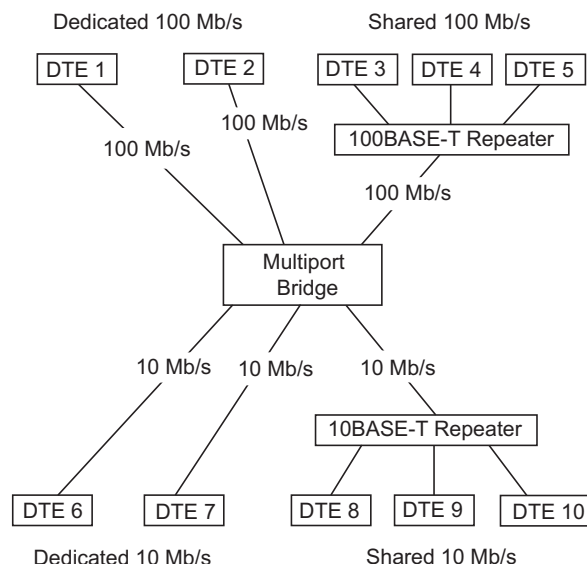 Dedicated 100 Mb/s
Shared 100 Mb/s
DTE 1
DTE 2
DTE 3
DTE 4
DTE 5
100 Mb/s
100 Mb/s
100BASE-T Repeater
100 Mb/s
Multiport
Bridge
10 Mb/s
10 Mb/s
10 Mb/s
10BASE-T Repeater
DTE 6
DTE 7
DTE 8
DTE 9
DTE 10
Dedicated 10 Mb/s
Shared 10 Mb/s